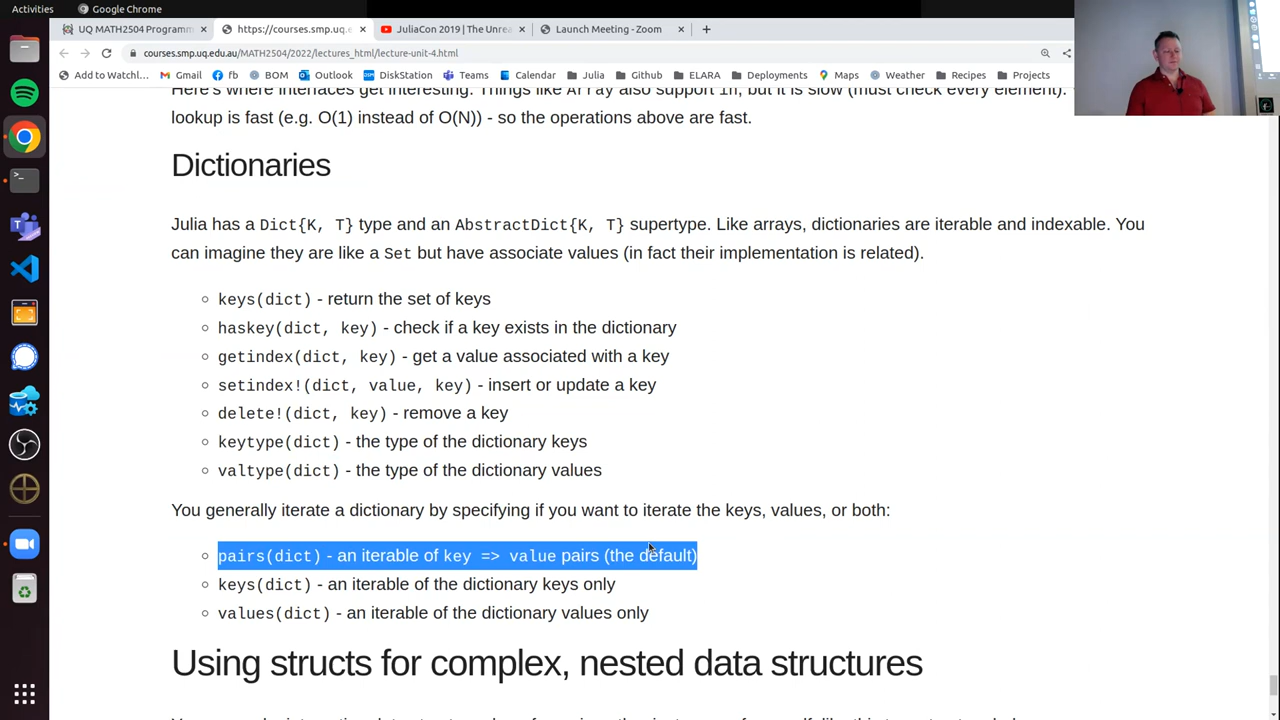 Activities
Google Chrome
UQ MATH2504 Programm
https://courses.smp.uq.e
JuliaCon 2019 | The Unrea
Launch Meeting - Zoom
courses.smp.uq.edu.au/MATH2504/2022/lectures_html/lecture-unit-4.html
Add to Watchl...
Gmail
fb
BOM
Outlook
DiskStation
Teams
Calendar
Julia
Github
ELARA
Deployments
Maps
Weather
Recipes
Projects
Here's where interfaces get interesting. Things like Array also support in, but it is slow (must check every element).
lookup is fast (e.g. O(1) instead of O(N)) - so the operations above are fast.
Dictionaries
Julia has a Dict{K, T} type and an AbstractDict{K, T} supertype. Like arrays, dictionaries are iterable and indexable. You
can imagine they are like a Set but have associate values (in fact their implementation is related).
keys(dict) - return the set of keys
haskey(dict, key) - check if a key exists in the dictionary
getindex(dict, key) - get a value associated with a key
setindex!(dict, value, key) - insert or update a key
delete!(dict, key) - remove a key
keytype(dict) - the type of the dictionary keys
valtype(dict) - the type of the dictionary values
You generally iterate a dictionary by specifying if you want to iterate the keys, values, or both:
pairs(dict) - an iterable of key => value pairs (the default)
keys(dict) - an iterable of the dictionary keys only
values(dict) - an iterable of the dictionary values only
Using structs for complex, nested data structures